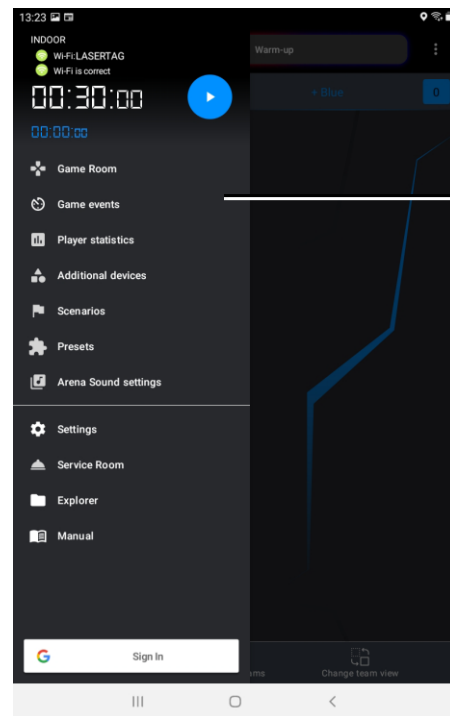 13:23
INDOOR
Wi-Fi:LASERTAG
Wi-Fi is correct
00:30:00
00:00:00
Warm-up
+ Blue
0
Game Room
Game events
Player statistics
Additional devices
Scenarios
Presets
Arena Sound settings
Settings
Service Room
Explorer
Manual
G
Sign In
ams
Change team view